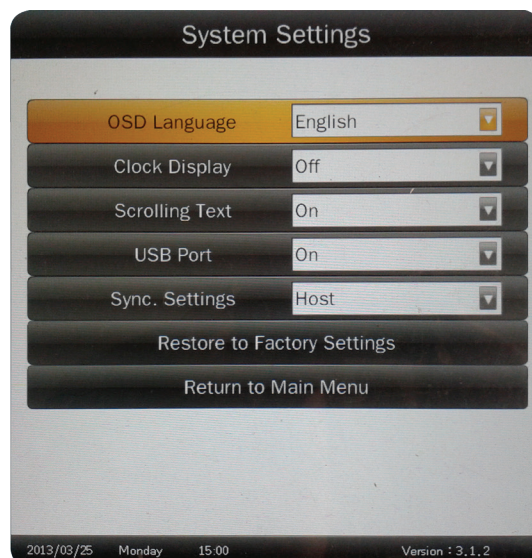 System Settings
OSD Language English
Clock Display Off
Scrolling Text On
USB Port On
Sync. Settings Host
Restore to Factory Settings
Return to Main Menu
2013/03/25 Monday 15:00 Version : 3.1.2